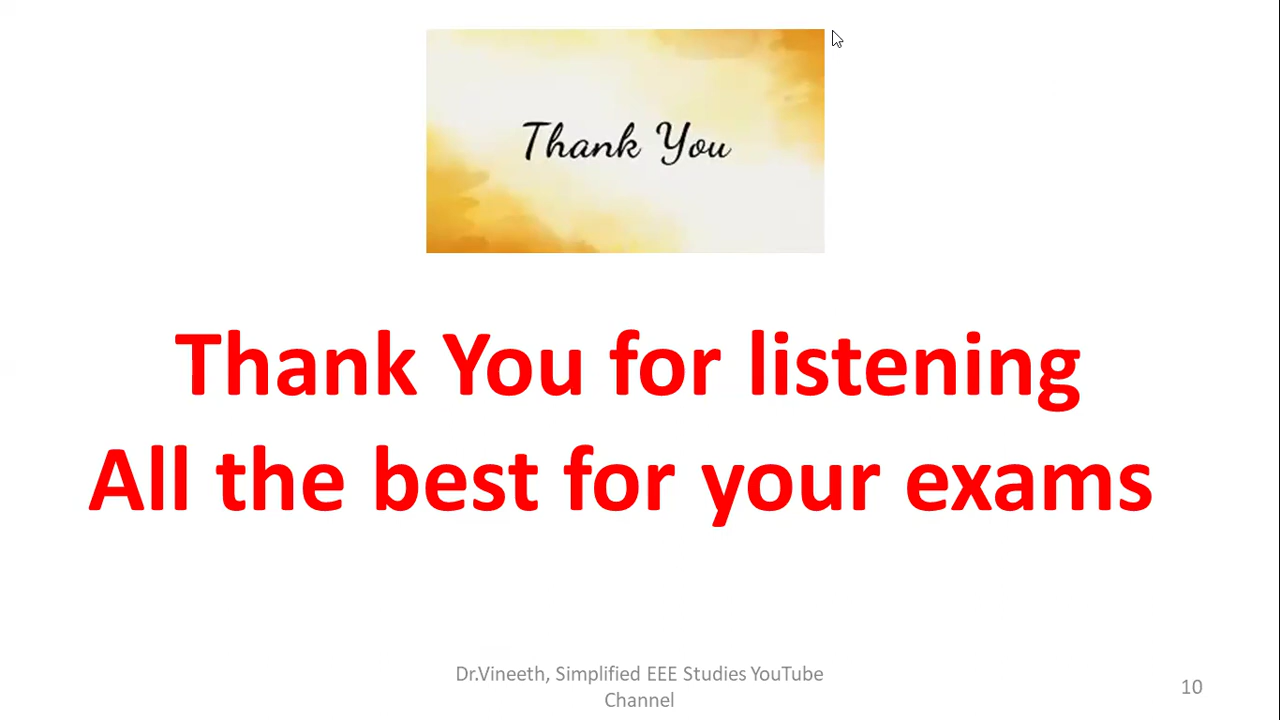 Thank You
Thank You for listening
All the best for your exams
Dr.Vineeth, Simplified EEE Studies YouTube
Channel
10